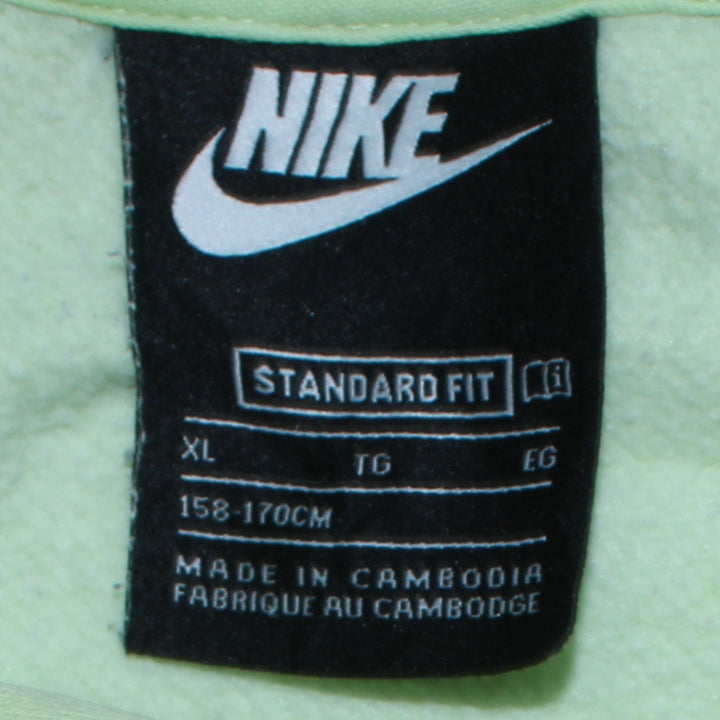 NIKE
STANDARD FIT
XL TG EG
158-170CM
MADE IN CAMBODIA
FABRIQUE AU CAMBODGE